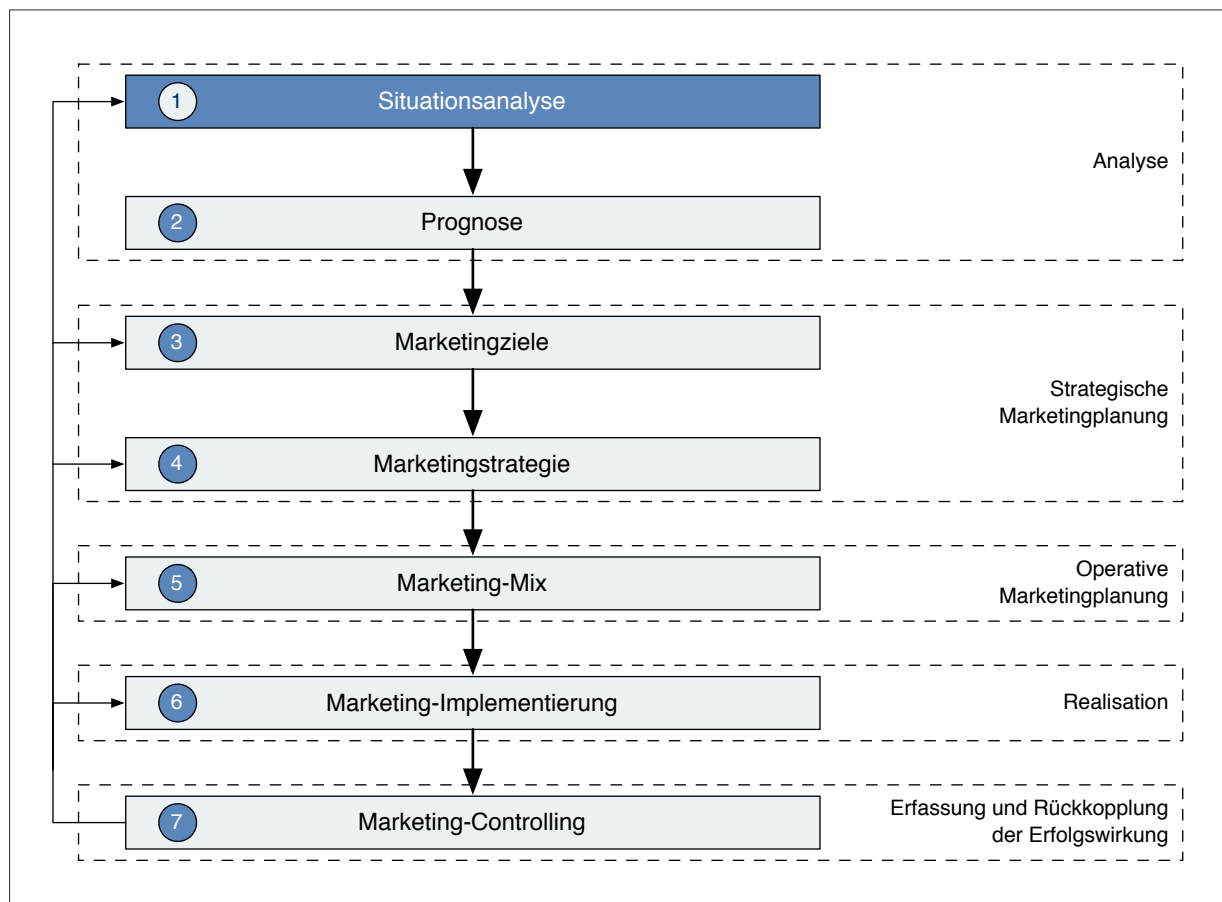 1 Situationsanalyse
Analyse
2 Prognose
3 Marketingziele
Strategische
Marketingplanung
4 Marketingstrategie
5 Marketing-Mix
Operative
Marketingplanung
6 Marketing-Implementierung
Realisation
7 Marketing-Controlling
Erfassung und Rückkopplung
der Erfolgswirkung